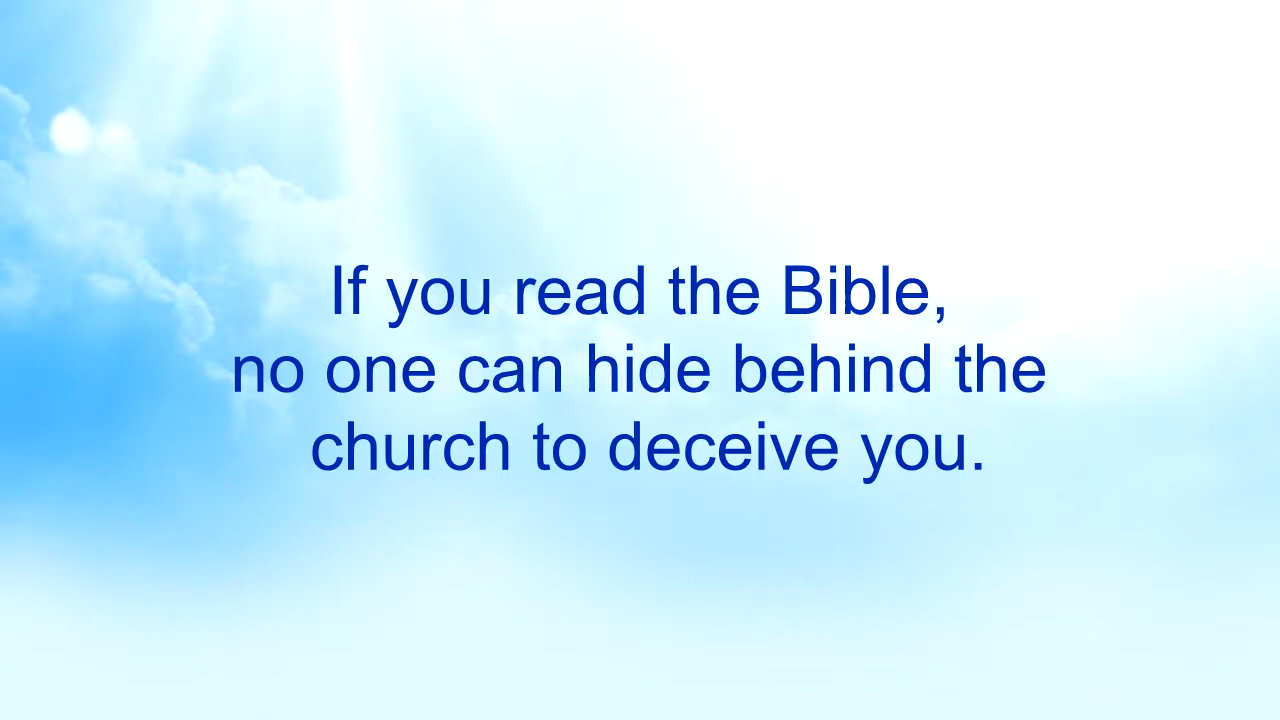 If you read the Bible,
no one can hide behind the
church to deceive you.